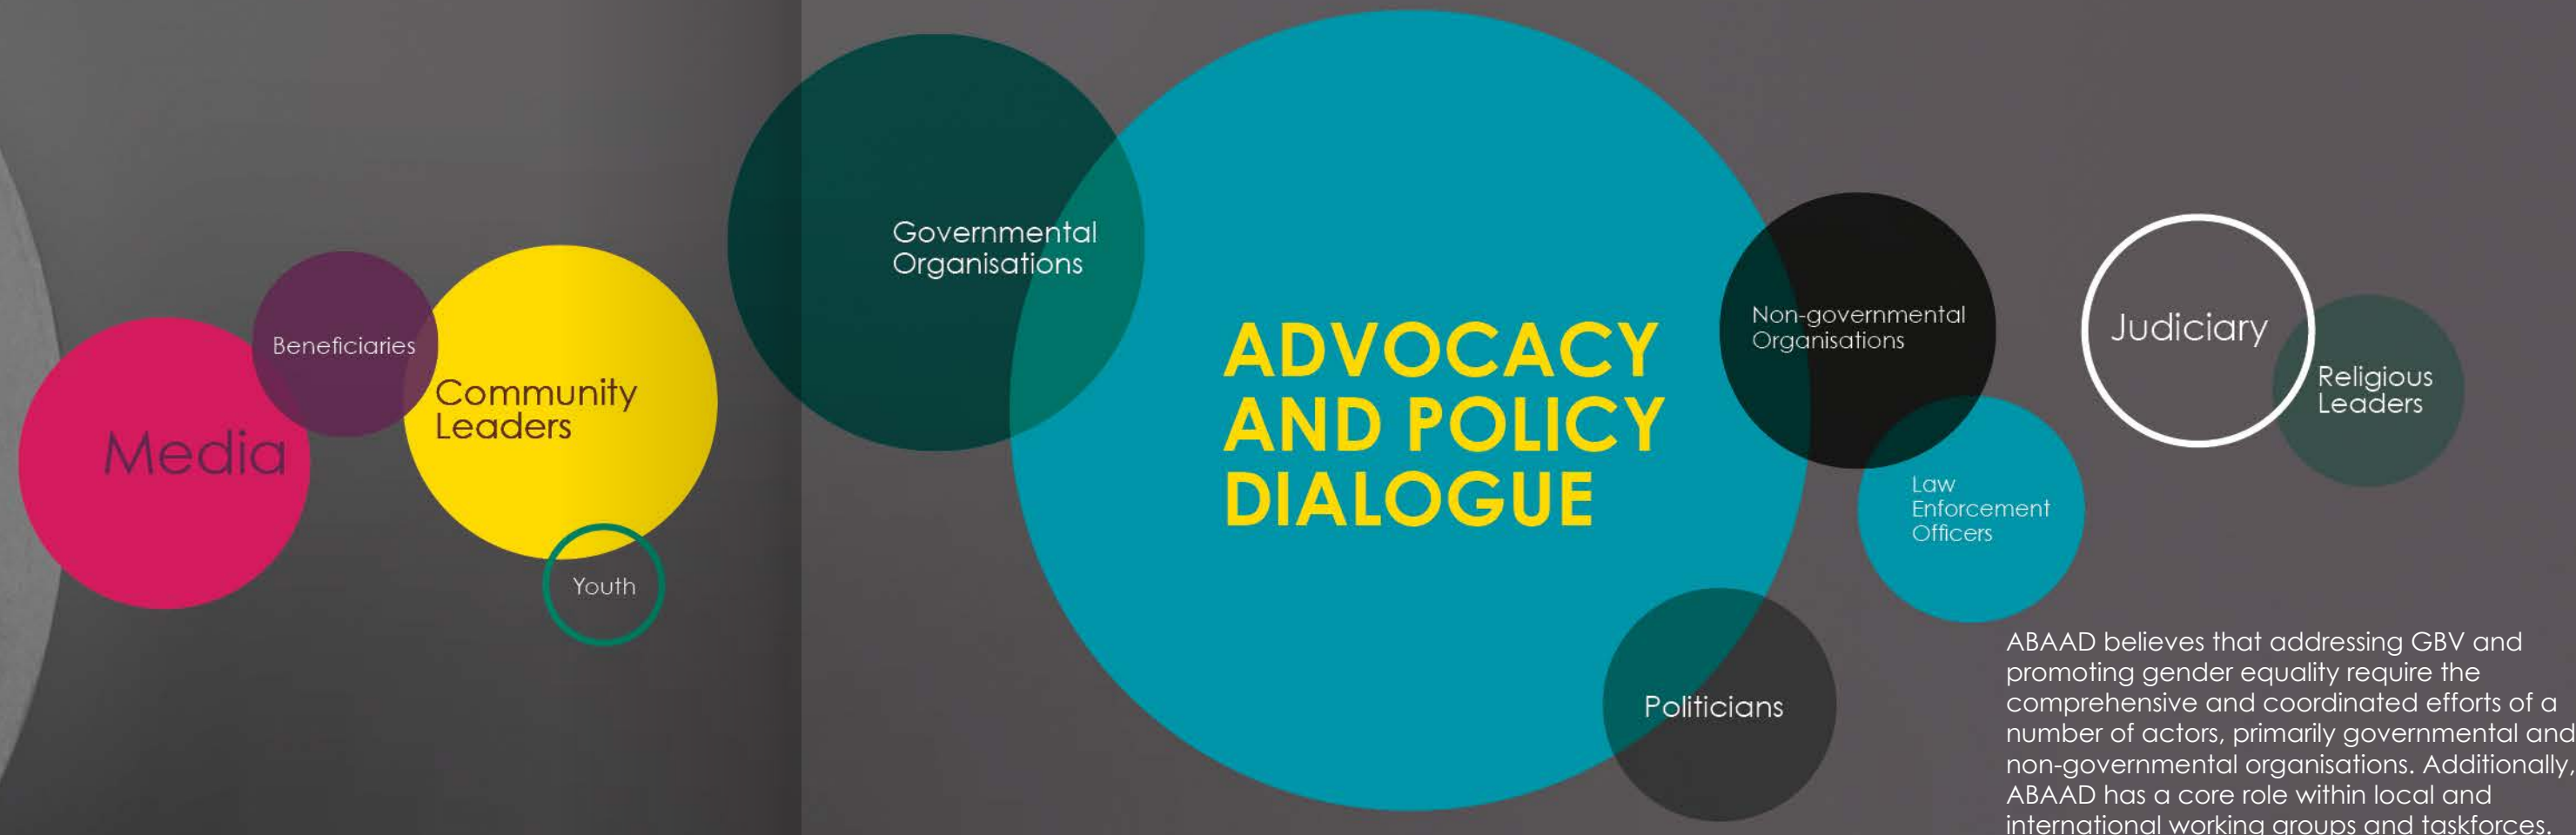 Media
Beneficiaries
Community
Leaders
Youth
Governmental
Organisations
ADVOCACY
AND POLICY
DIALOGUE
Non-governmental
Organisations
Law
Enforcement
Officers
Politicians
Judiciary
Religious
Leaders
ABAAD believes that addressing GBV and
promoting gender equality require the
comprehensive and coordinated efforts of a
number of actors, primarily governmental and
non-governmental organisations. Additionally,
ABAAD has a core role within local and
international working groups and taskforces.